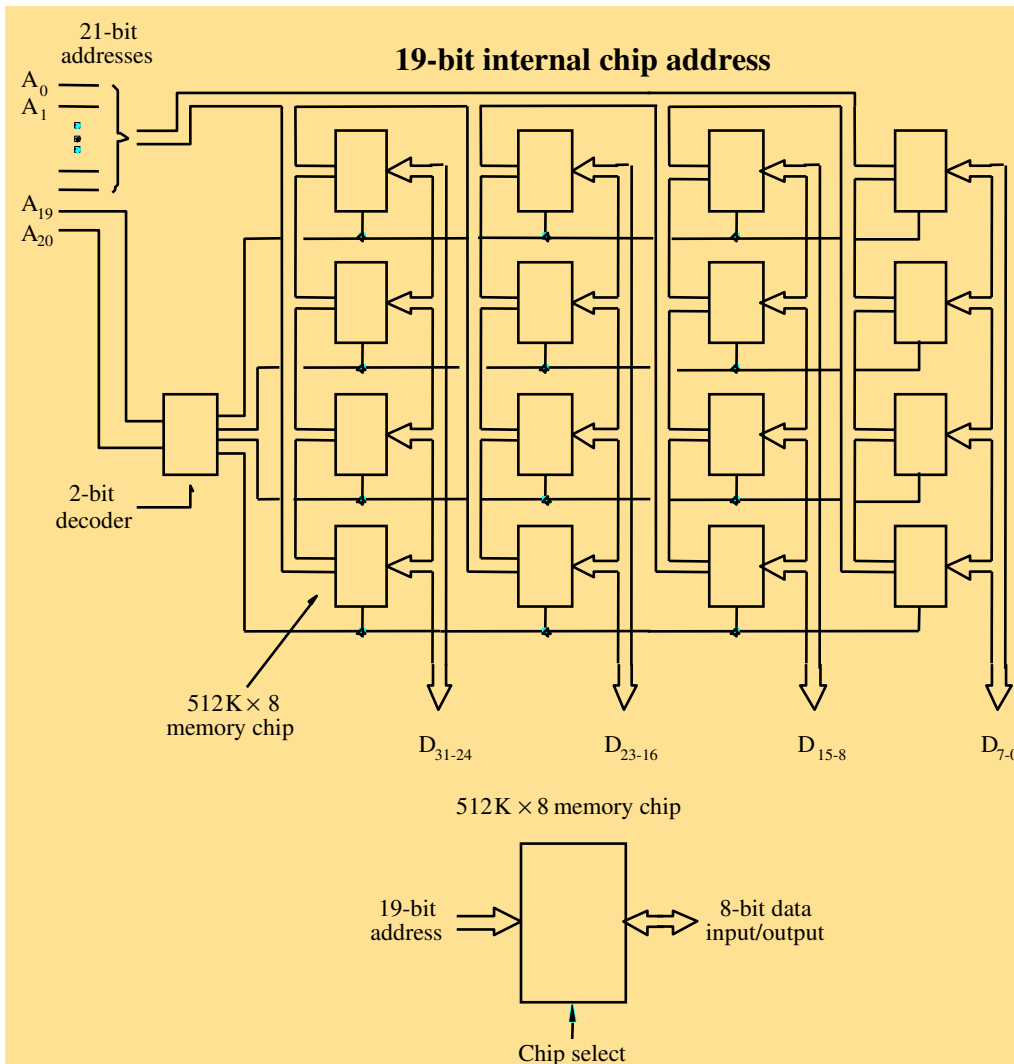 21-bit
addresses
19-bit internal chip address
A0
A1
A19
A20
2-bit
decoder
512K × 8
memory chip
D31-24
D23-16
D15-8
D7-0
512K × 8 memory chip
19-bit
address
8-bit data
input/output
Chip select